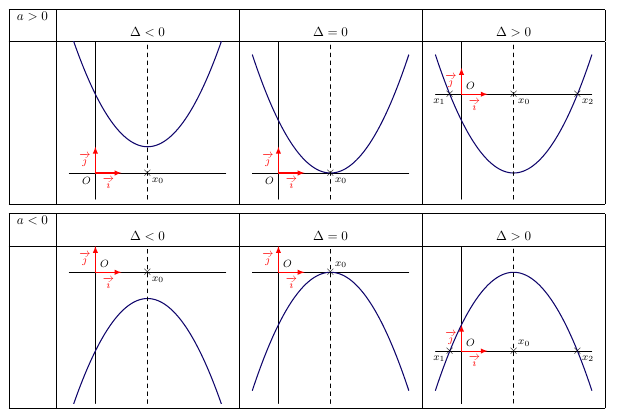 a > 0
Δ < 0 Δ = 0 Δ > 0
j⃗ O i⃗ x₀
j⃗ O i⃗ x₀
j⃗ O x₁ i⃗ x₀ x₂
a < 0
Δ < 0 Δ = 0 Δ > 0
j⃗ O i⃗ x₀
j⃗ O x₀ i⃗
j⃗ O x₀ x₁ i⃗ x₂